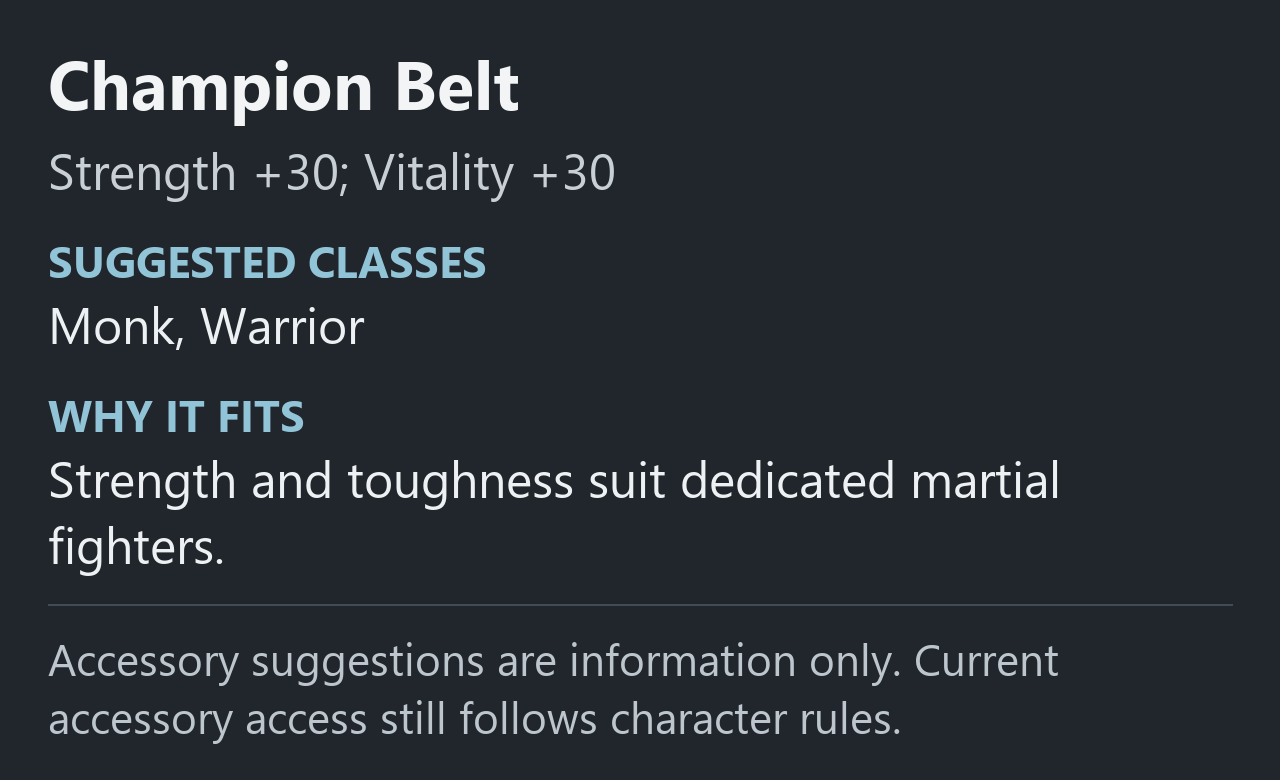 Champion Belt
Strength +30; Vitality +30
SUGGESTED CLASSES
Monk, Warrior
WHY IT FITS
Strength and toughness suit dedicated martial
fighters.
Accessory suggestions are information only. Current
accessory access still follows character rules.